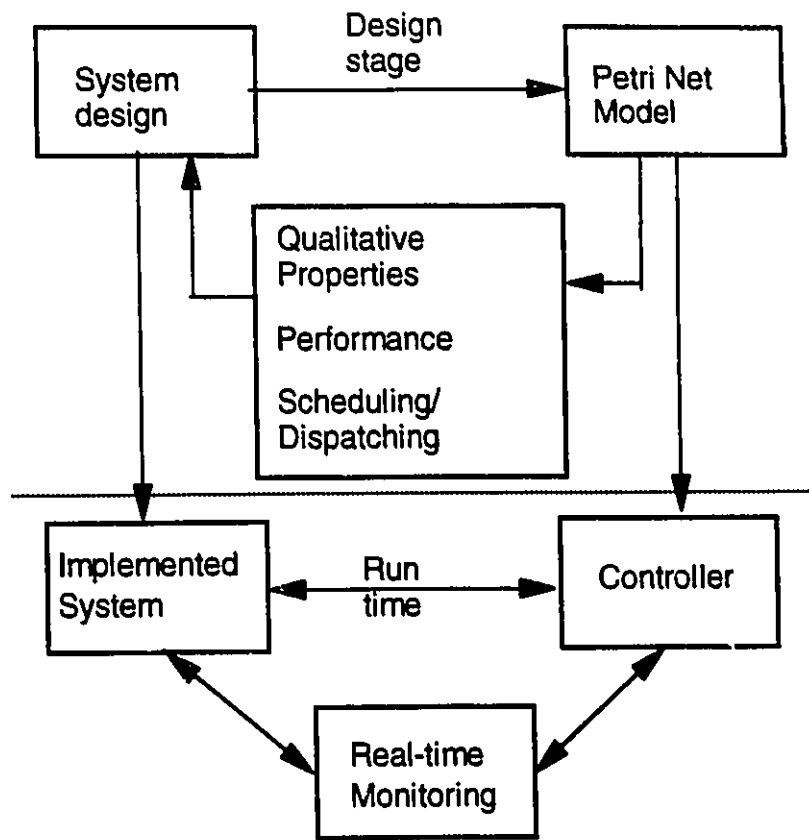 Design
stage
System
design
Petri Net
Model
Qualitative
Properties
Performance
Scheduling/
Dispatching
Implemented
System
Run
time
Controller
Real-time
Monitoring